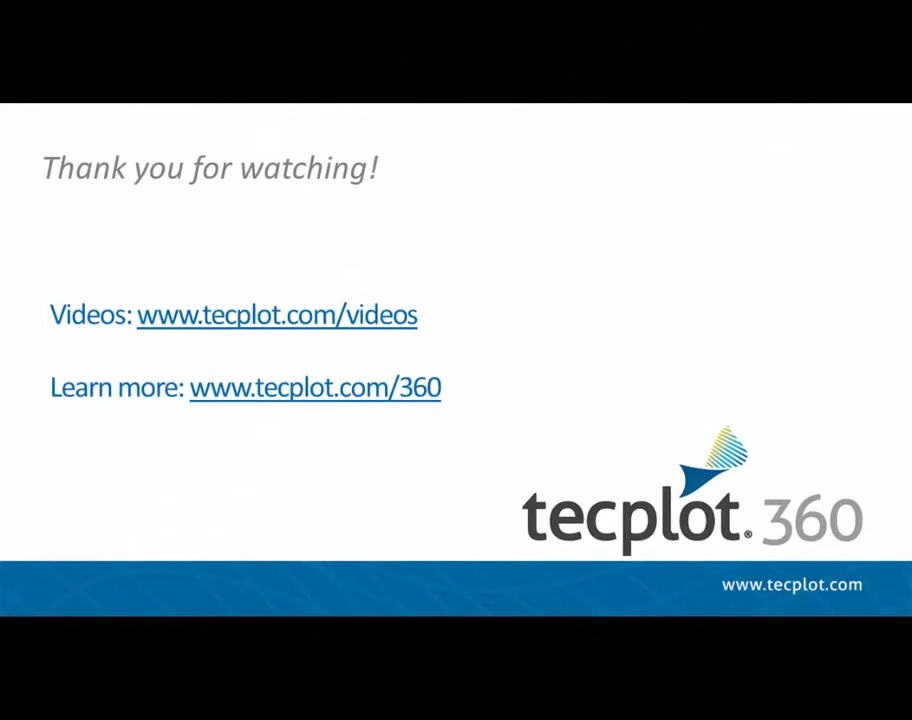 Thank you for watching!
Videos: www.tecplot.com/videos
Learn more: www.tecplot.com/360
tecplot® 360
www.tecplot.com